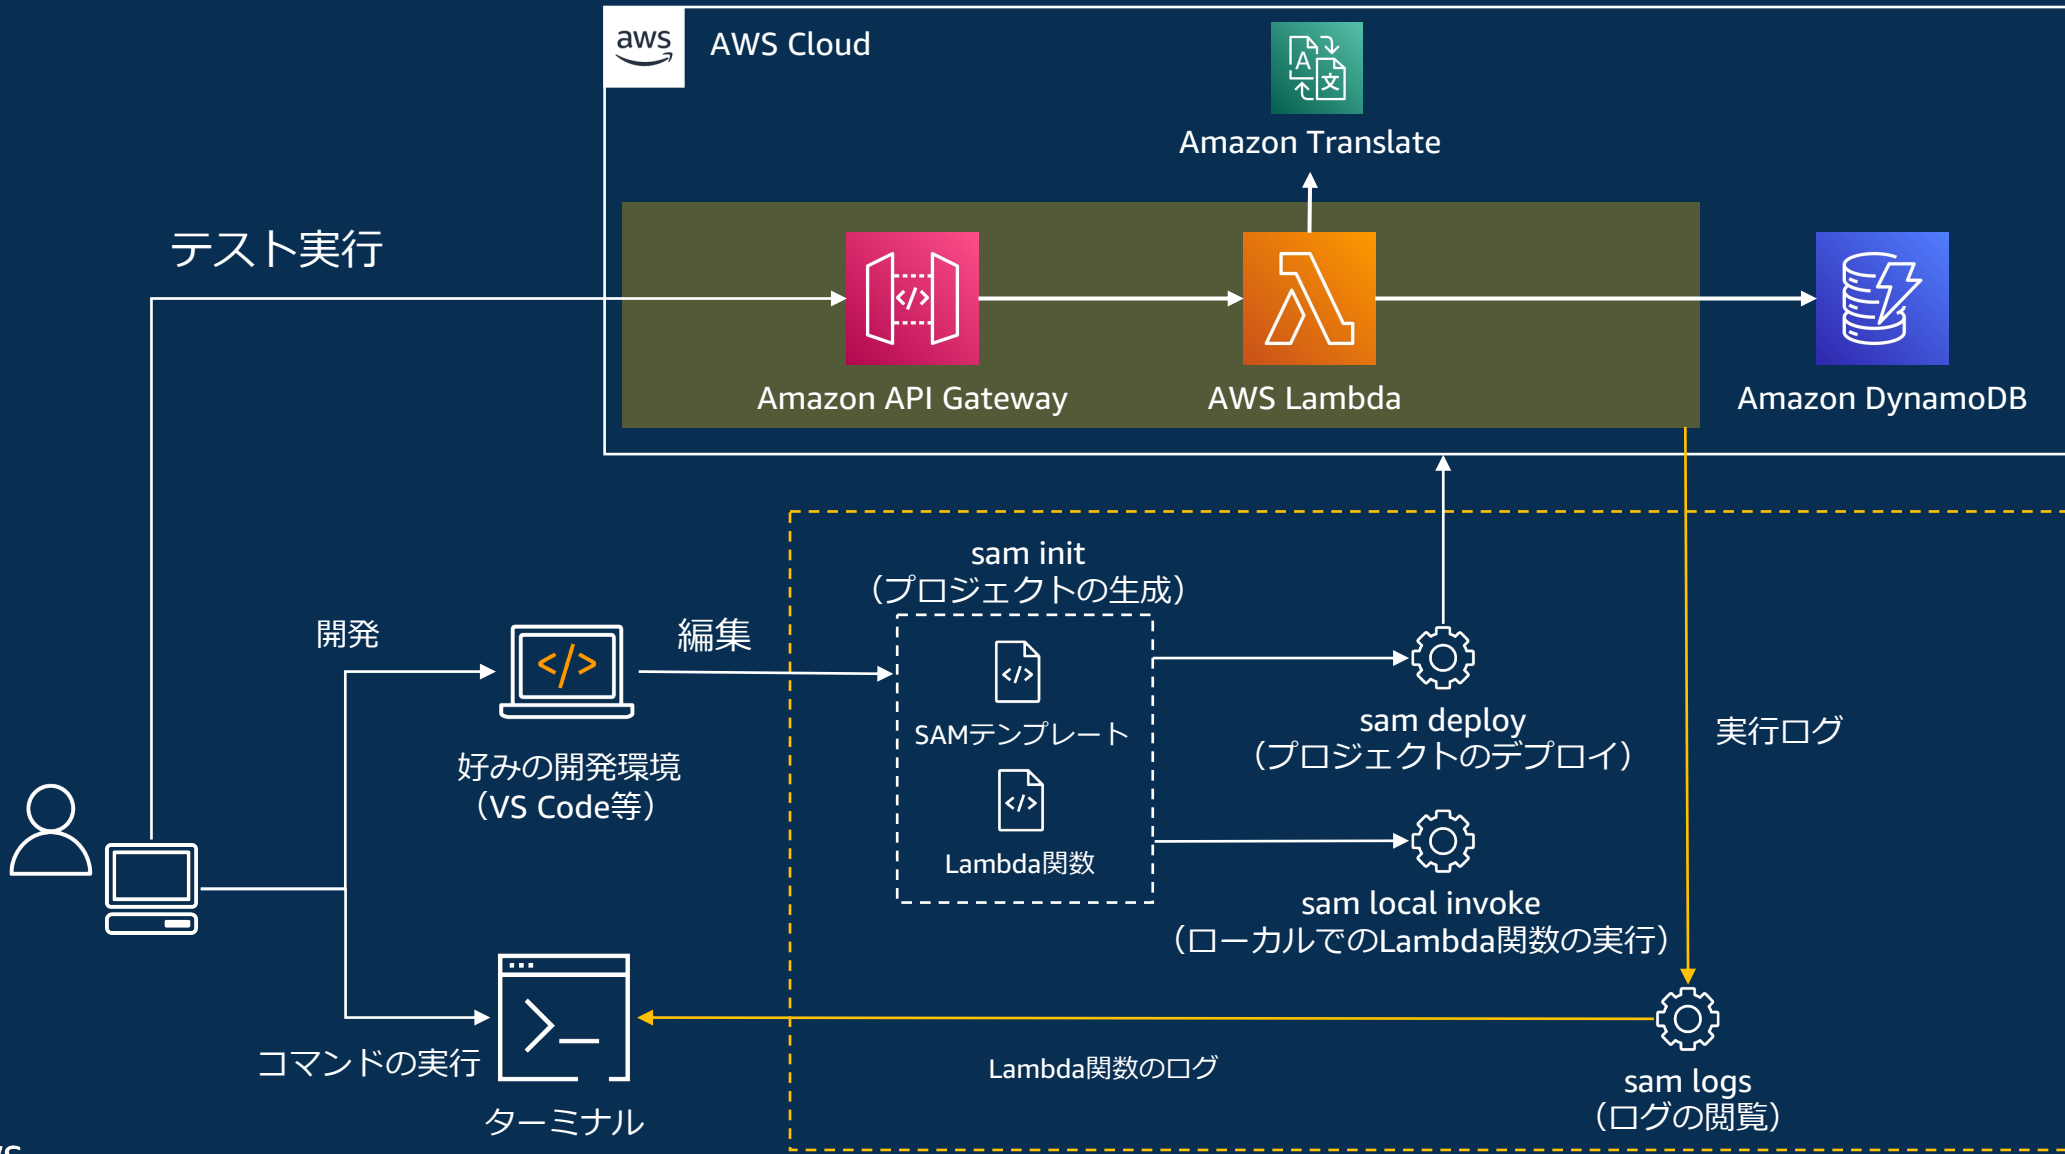 aws
AWS Cloud
Amazon Translate
テスト実行
Amazon API Gateway
AWS Lambda
Amazon DynamoDB
sam init
（プロジェクトの生成）
開発
編集
SAMテンプレート
sam deploy
（プロジェクトのデプロイ）
実行ログ
好みの開発環境
（VS Code等）
Lambda関数
sam local invoke
（ローカルでのLambda関数の実行）
コマンドの実行
Lambda関数のログ
ターミナル
sam logs
（ログの閲覧）